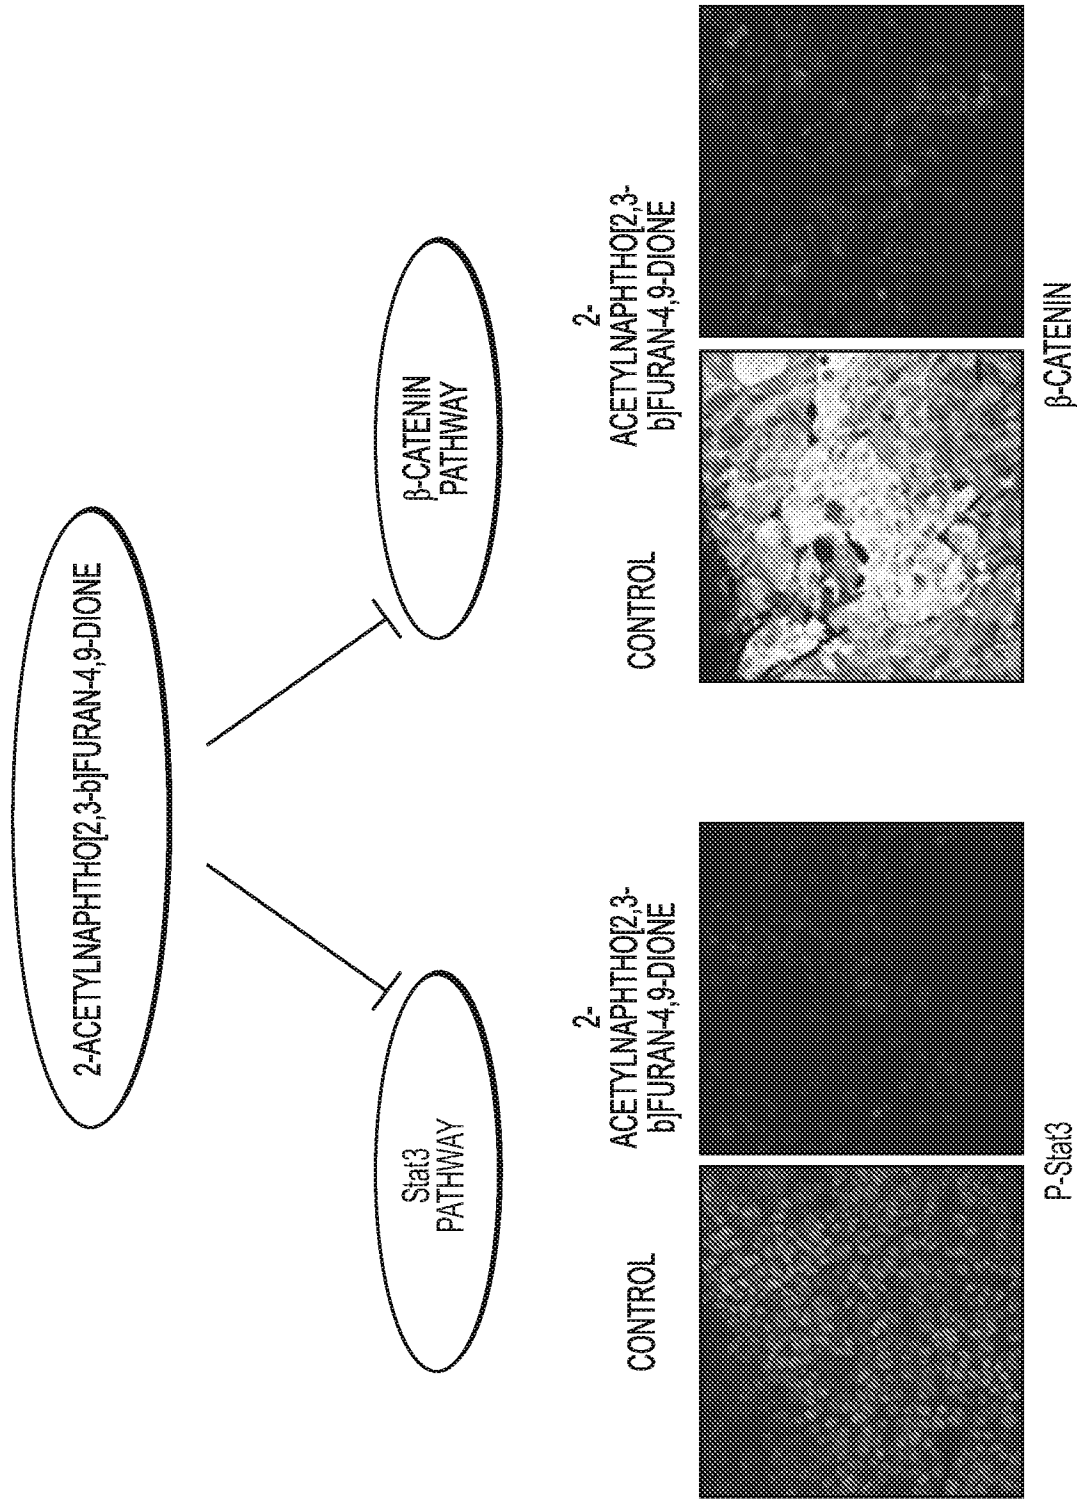 2-ACETYLNAPHTHO[2,3-b]FURAN-4,9-DIONE
Stat3
PATHWAY
β-CATENIN
PATHWAY
CONTROL
2-
ACETYLNAPHTHO[2,3-
b]FURAN-4,9-DIONE
CONTROL
2-
ACETYLNAPHTHO[2,3-
b]FURAN-4,9-DIONE
P-Stat3
β-CATENIN